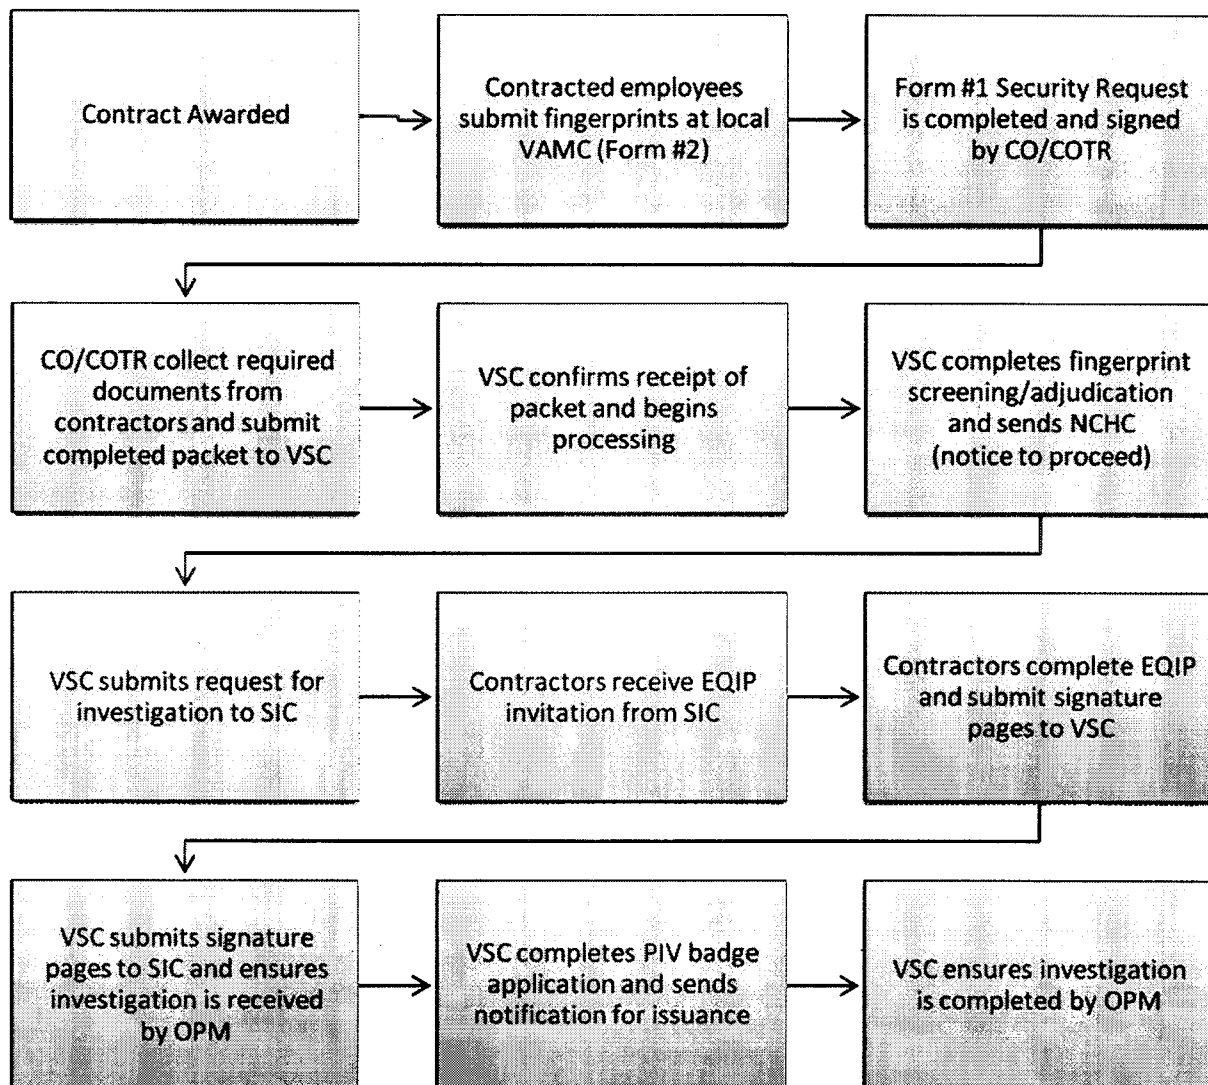 Contract Awarded
Contracted employees
submit fingerprints at local
VAMC (Form #2)
Form #1 Security Request
is completed and signed
by CO/COTR
CO/COTR collect required
documents from
contractors and submit
completed packet to VSC
VSC confirms receipt of
packet and begins
processing
VSC completes fingerprint
screening/adjudication
and sends NCHC
(notice to proceed)
VSC submits request for
investigation to SIC
Contractors receive EQIP
invitation from SIC
Contractors complete EQIP
and submit signature
pages to VSC
VSC submits signature
pages to SIC and ensures
investigation is received
by OPM
VSC completes PIV badge
application and sends
notification for issuance
VSC ensures investigation
is completed by OPM